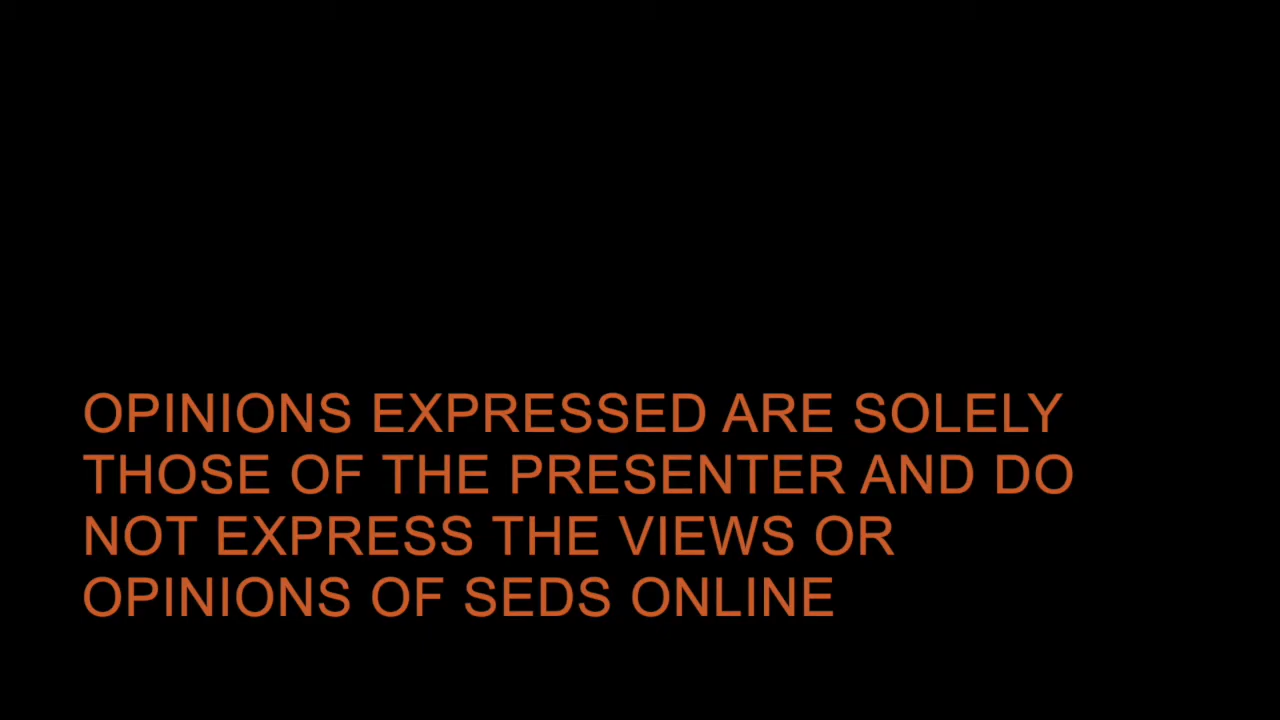 OPINIONS EXPRESSED ARE SOLELY
THOSE OF THE PRESENTER AND DO
NOT EXPRESS THE VIEWS OR
OPINIONS OF SEDS ONLINE